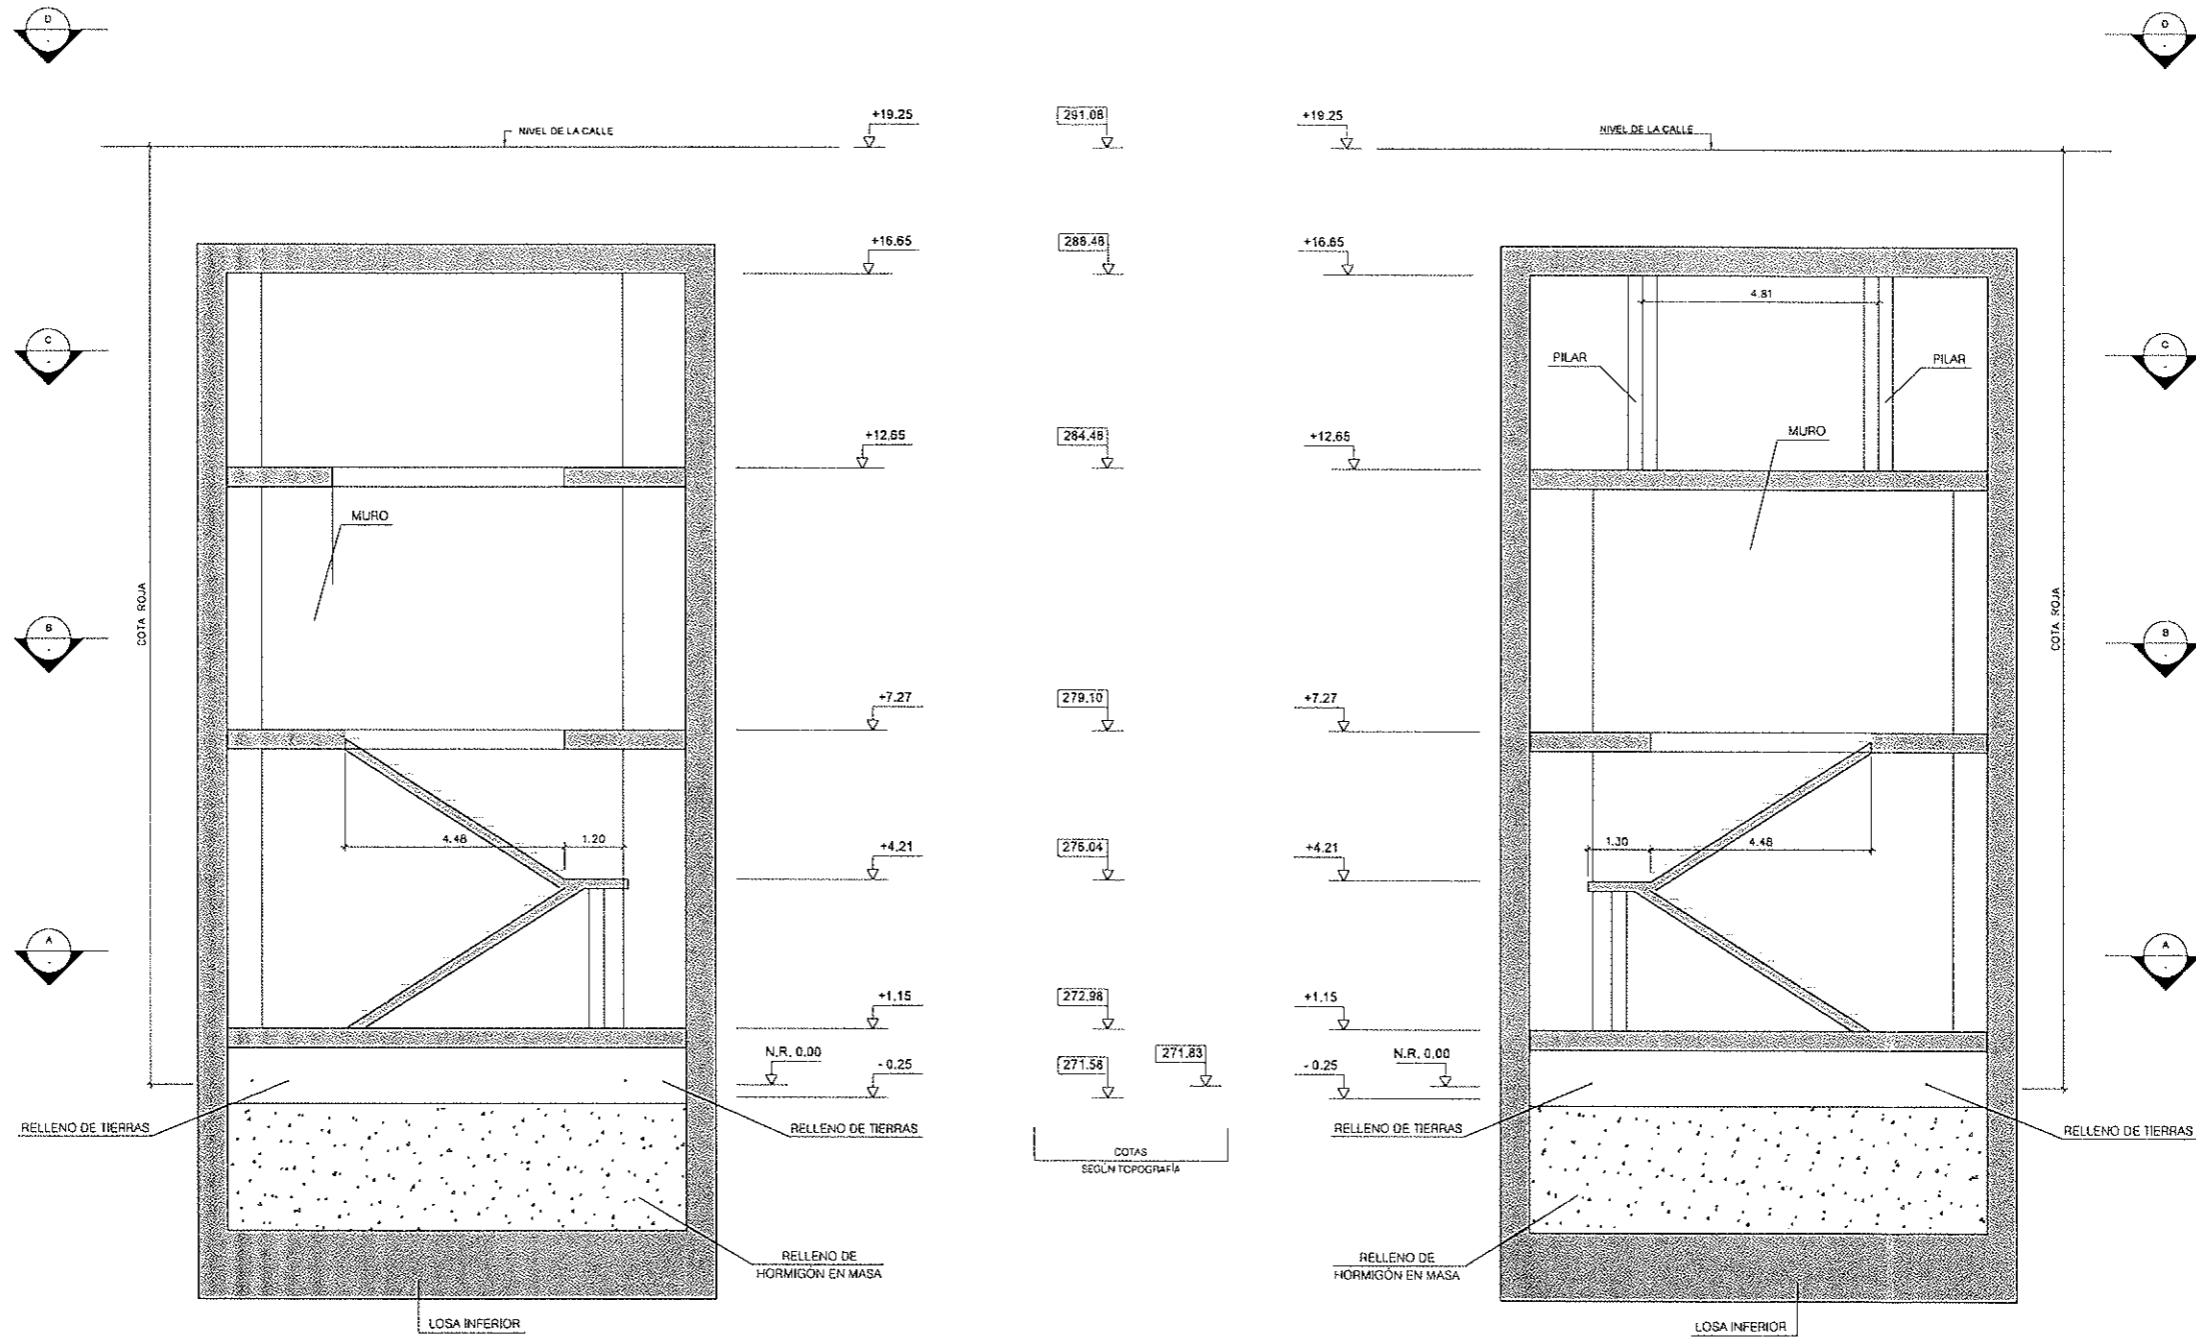 D
-
D
-
+19.25
291.08
+19.25
NIVEL DE LA CALLE
NIVEL DE LA CALLE
+16.65
288.48
+16.65
4.81
C
-
C
-
PILAR
PILAR
+12.65
284.48
+12.65
MURO
MURO
COTA ROJA
COTA ROJA
B
-
B
-
+7.27
279.10
+7.27
4.48
1.20
+4.21
276.04
+4.21
1.30
4.48
A
-
A
-
+1.15
272.98
+1.15
N.R. 0.00
271.83
N.R. 0.00
- 0.25
271.58
- 0.25
RELLENO DE TIERRAS
RELLENO DE TIERRAS
RELLENO DE TIERRAS
RELLENO DE TIERRAS
COTAS
SEGÚN TOPOGRAFÍA
RELLENO DE
HORMIGÓN EN MASA
RELLENO DE
HORMIGÓN EN MASA
LOSA INFERIOR
LOSA INFERIOR